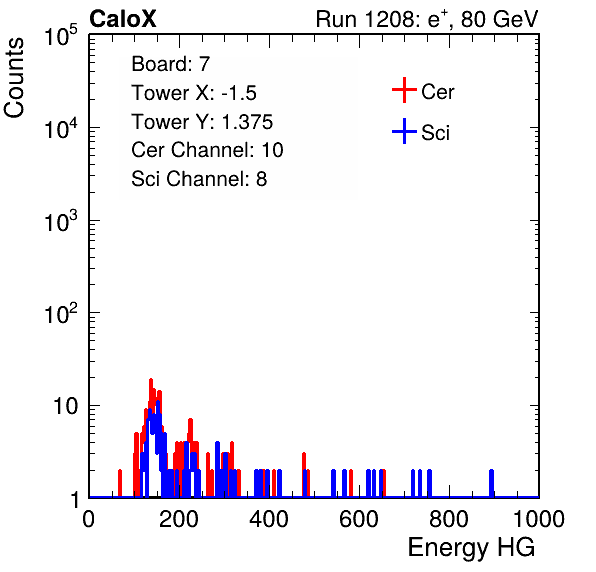 CaloX Run 1208: e⁺, 80 GeV
Counts
10⁵
10⁴
10³
10²
10
1
Board: 7
Tower X: -1.5
Tower Y: 1.375
Cer Channel: 10
Sci Channel: 8
Cer
Sci
0 200 400 600 800 1000
Energy HG